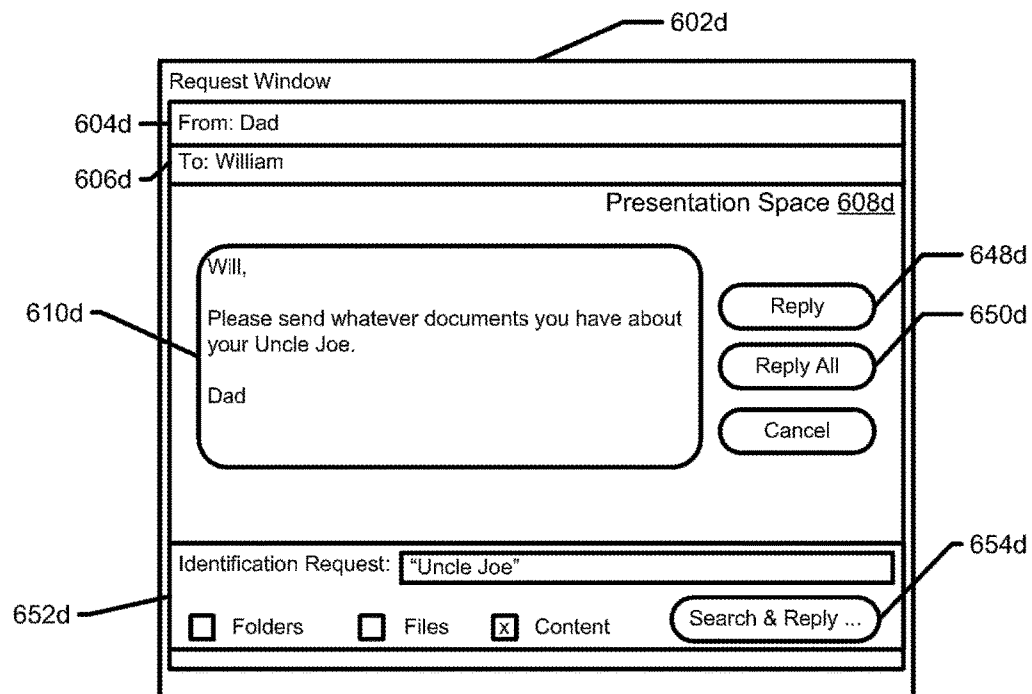 602d
Request Window
604d
From: Dad
606d
To: William
Presentation Space 608d
648d
610d
Will,
Please send whatever documents you have about
your Uncle Joe.
Dad
Reply
650d
Reply All
Cancel
654d
Identification Request: "Uncle Joe"
652d
x
Folders Files Content Search & Reply ...